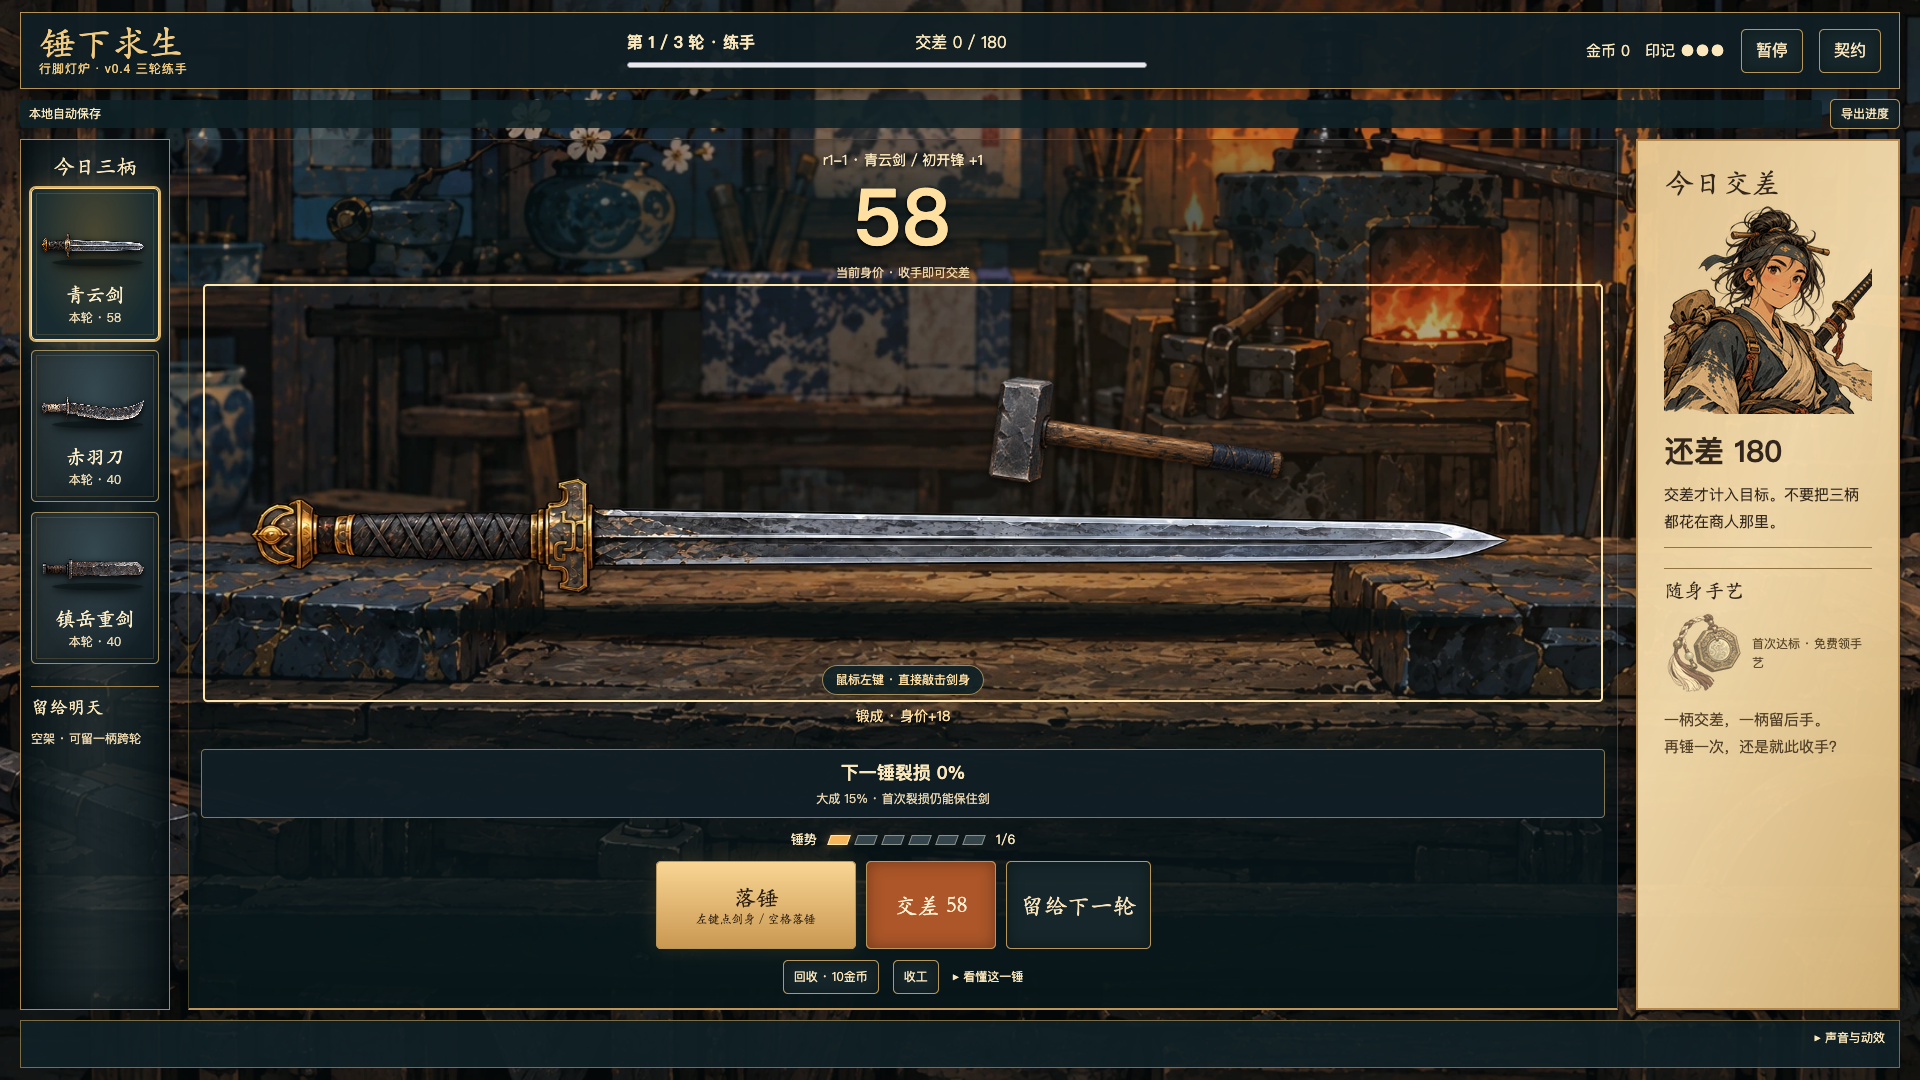 锤下求生
行脚灯炉 · v0.4 三轮练手
第 1 / 3 轮 · 练手
交差 0 / 180
金币 0
印记
暂停
契约
本地自动保存
导出进度
今日三柄
青云剑
本轮 · 58
赤羽刀
本轮 · 40
镇岳重剑
本轮 · 40
留给明天
空架 · 可留一柄跨轮
r1-1 · 青云剑 / 初开锋 +1
58
当前身价 · 收手即可交差
鼠标左键 · 直接敲击剑身
锻成 · 身价+18
下一锤裂损 0%
大成 15% · 首次裂损仍能保住剑
锤势
1/6
落锤
左键点剑身 / 空格落锤
交差 58
留给下一轮
回收 · 10金币
收工
▸ 看懂这一锤
今日交差
还差 180
交差才计入目标。不要把三柄
都花在商人那里。
随身手艺
首次达标 · 免费领手
艺
一柄交差，一柄留后手。
再锤一次，还是就此收手？
▸ 声音与动效